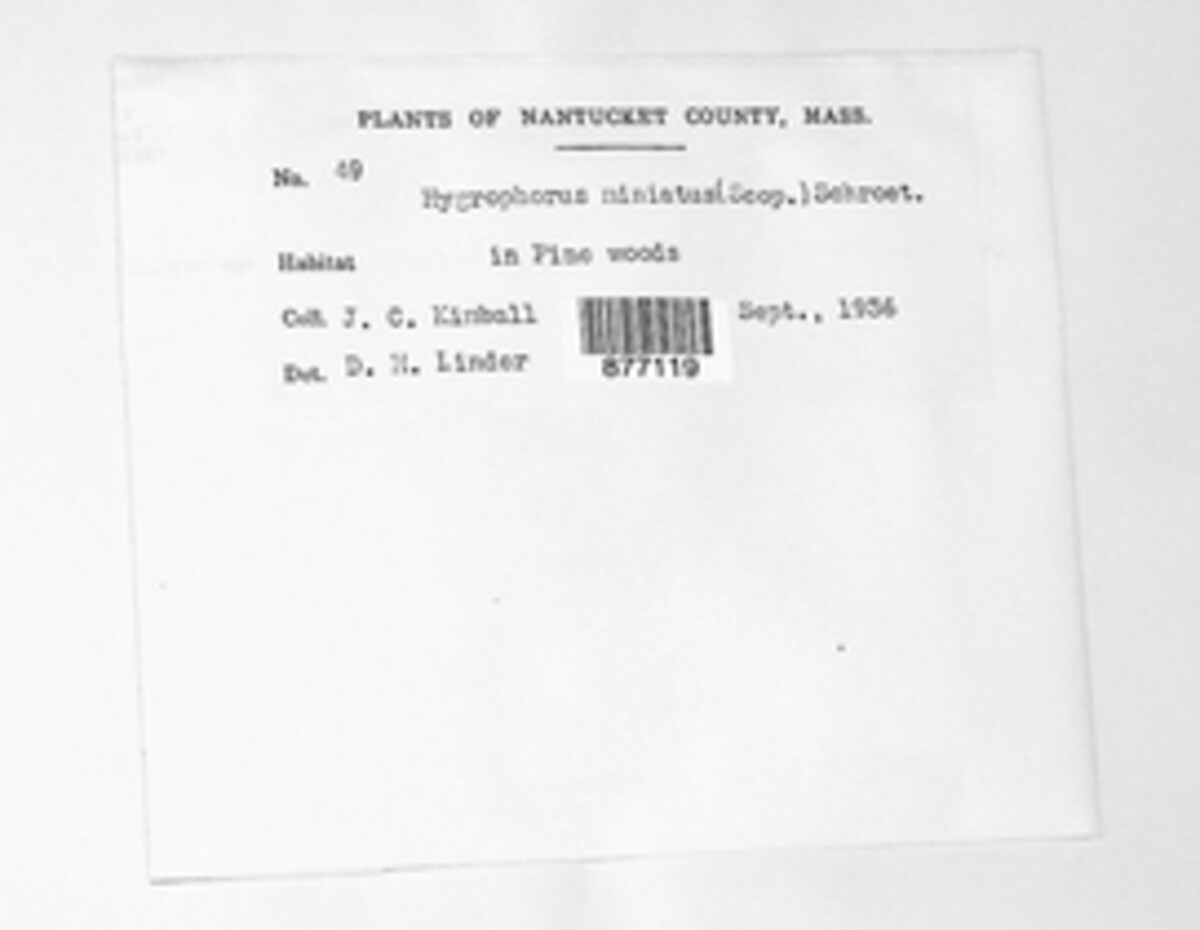 PLANTS OF NANTUCKET COUNTY, MASS.
No. 49
Hygrophorus miniatus(Scop.)Schroet.
Habitat in Pine woods
Coll. J. C. Kimball Sept., 1936
Det. D. H. Linder
877119